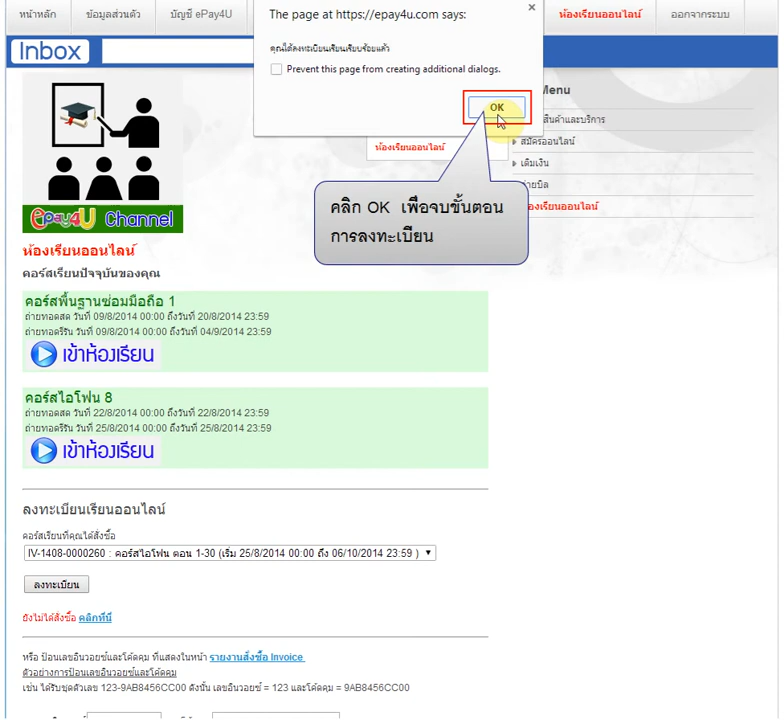 หน้าหลัก
ข้อมูลส่วนตัว
บัญชี ePay4U
The page at https://epay4u.com says:
คุณได้ลงทะเบียนเรียนเรียบร้อยแล้ว
Prevent this page from creating additional dialogs.
OK
ห้องเรียนออนไลน์
ออกจากระบบ
Inbox
Menu
สินค้าและบริการ
สมัครออนไลน์
เติมเงิน
จ่ายบิล
ห้องเรียนออนไลน์
ห้องเรียนออนไลน์
คลิก OK เพื่อจบขั้นตอน
การลงทะเบียน
ePay4U Channel
ห้องเรียนออนไลน์
คอร์สเรียนปัจจุบันของคุณ
คอร์สพื้นฐานซ่อมมือถือ 1
ถ่ายทอดสด วันที่ 09/8/2014 00:00 ถึงวันที่ 20/8/2014 23:59
ถ่ายทอดรีรัน วันที่ 09/8/2014 00:00 ถึงวันที่ 04/9/2014 23:59
เข้าห้องเรียน
คอร์สไอโฟน 8
ถ่ายทอดสด วันที่ 22/8/2014 00:00 ถึงวันที่ 22/8/2014 23:59
ถ่ายทอดรีรัน วันที่ 25/8/2014 00:00 ถึงวันที่ 25/8/2014 23:59
เข้าห้องเรียน
ลงทะเบียนเรียนออนไลน์
คอร์สเรียนที่คุณได้สั่งซื้อ
IV-1408-0000260 : คอร์สไอโฟน ตอน 1-30 (เริ่ม 25/8/2014 00:00 ถึง 06/10/2014 23:59 )
ลงทะเบียน
ยังไม่ได้สั่งซื้อ คลิกที่นี่
หรือ ป้อนเลขอินวอยซ์และโค้ดคุม ที่แสดงในหน้า รายงานสั่งซื้อ Invoice
ตัวอย่างการป้อนเลขอินวอยซ์และโค้ดคุม
เช่น ได้รับชุดตัวเลข 123-9AB8456CC00 ดังนั้น เลขอินวอยซ์ = 123 และโค้ดคุม = 9AB8456CC00